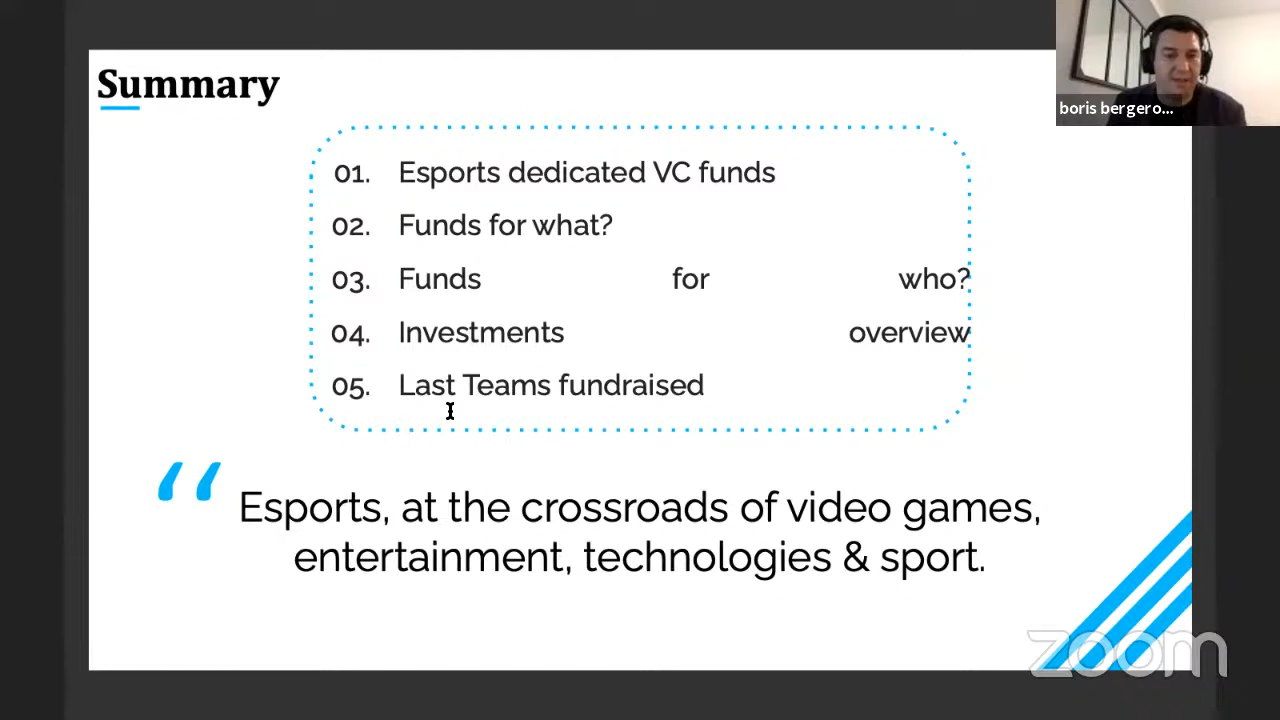 Summary
boris bergero...
01. Esports dedicated VC funds
02. Funds for what?
03. Funds for who?
04. Investments overview
05. Last Teams fundraised
“ Esports, at the crossroads of video games,
entertainment, technologies & sport.
zoom